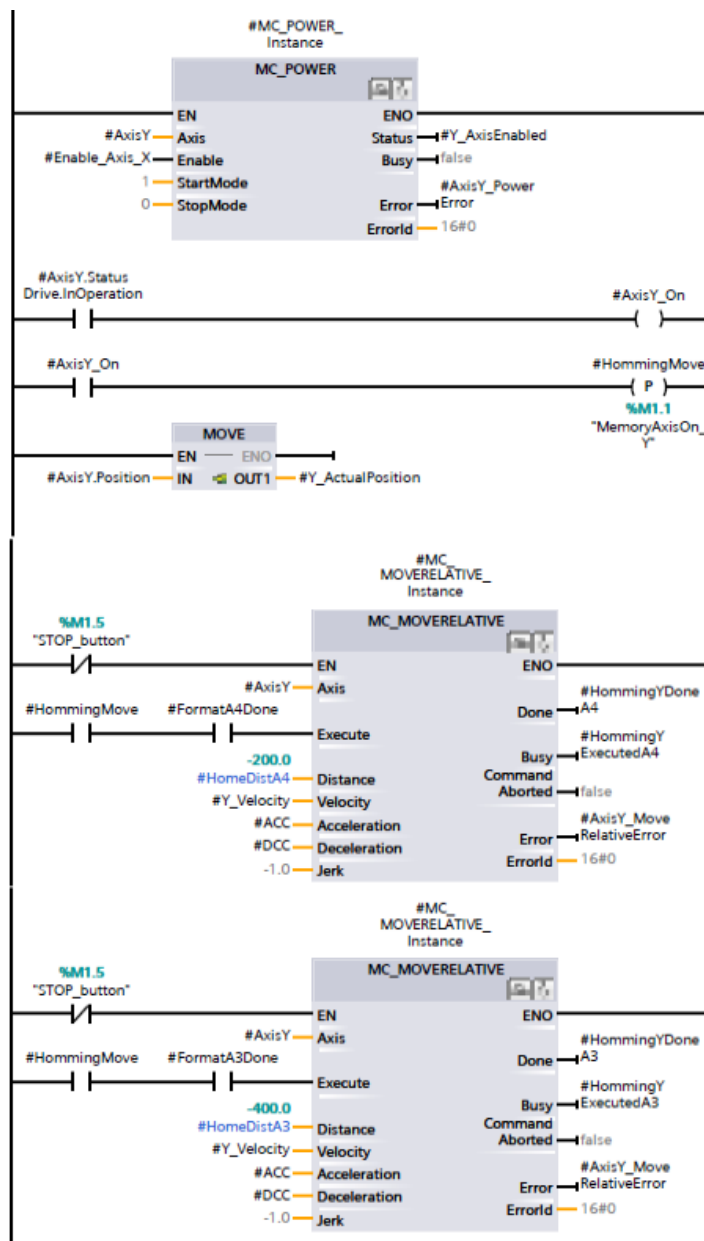 #MC_POWER_
Instance
MC_POWER
EN ENO
#AxisY Axis Status #Y_AxisEnabled
#Enable_Axis_X Enable Busy false
1 StartMode #AxisY_Power
0 StopMode Error Error
ErrorId 16#0
#AxisY.Status
Drive.InOperation #AxisY_On
#AxisY_On #HommingMove
P
%M1.1
"MemoryAxisOn_
Y"
MOVE
EN ENO
#AxisY.Position IN OUT1 #Y_ActualPosition
#MC_
MOVERELATIVE_
Instance
%M1.5
"STOP_button"
MC_MOVERELATIVE
EN ENO
#AxisY Axis
#HommingMove #FormatA4Done Execute
-200.0
#HomeDistA4 Distance
#Y_Velocity Velocity
#ACC Acceleration
#DCC Deceleration
-1.0 Jerk
#HommingYDone
Done A4
#HommingY
Busy ExecutedA4
Command
Aborted false
#AxisY_Move
Error RelativeError
ErrorId 16#0
#MC_
MOVERELATIVE_
Instance
%M1.5
"STOP_button"
MC_MOVERELATIVE
EN ENO
#AxisY Axis
#HommingMove #FormatA3Done Execute
-400.0
#HomeDistA3 Distance
#Y_Velocity Velocity
#ACC Acceleration
#DCC Deceleration
-1.0 Jerk
#HommingYDone
Done A3
#HommingY
Busy ExecutedA3
Command
Aborted false
#AxisY_Move
Error RelativeError
ErrorId 16#0